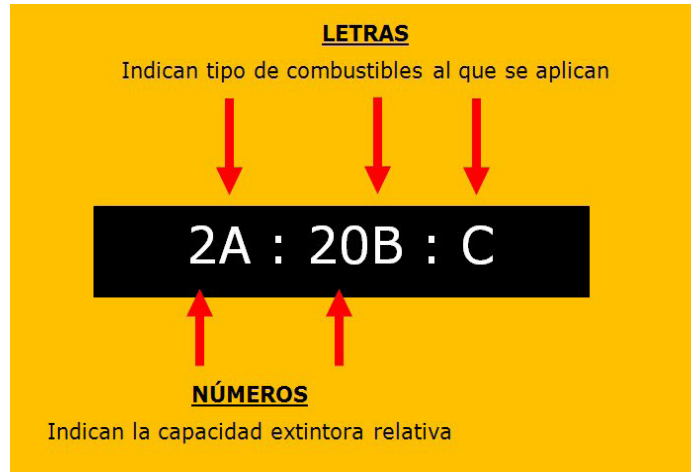 LETRAS
Indican tipo de combustibles al que se aplican
2A : 20B : C
NÚMEROS
Indican la capacidad extintora relativa